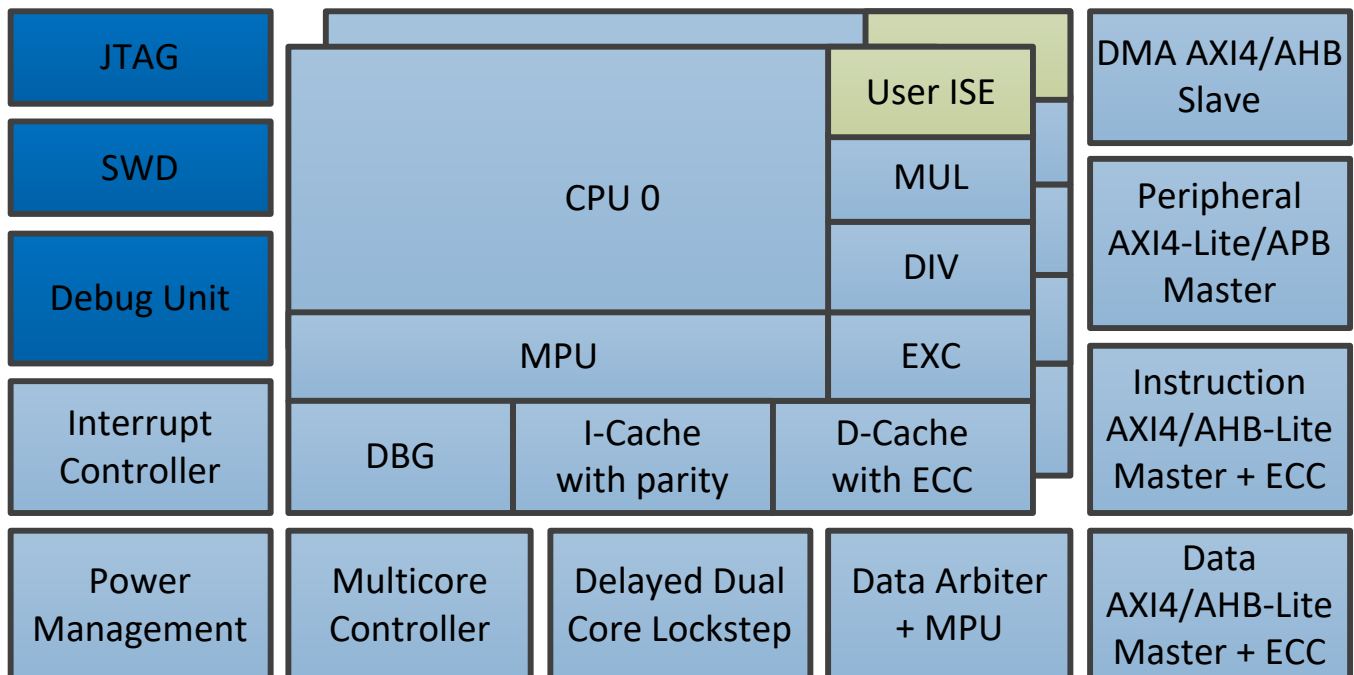 JTAG
SWD
Debug Unit
Interrupt
Controller
Power
Management
CPU 0
User ISE
MUL
DIV
MPU
EXC
DBG
I-Cache
with parity
D-Cache
with ECC
Multicore
Controller
Delayed Dual
Core Lockstep
Data Arbiter
+ MPU
DMA AXI4/AHB
Slave
Peripheral
AXI4-Lite/APB
Master
Instruction
AXI4/AHB-Lite
Master + ECC
Data
AXI4/AHB-Lite
Master + ECC